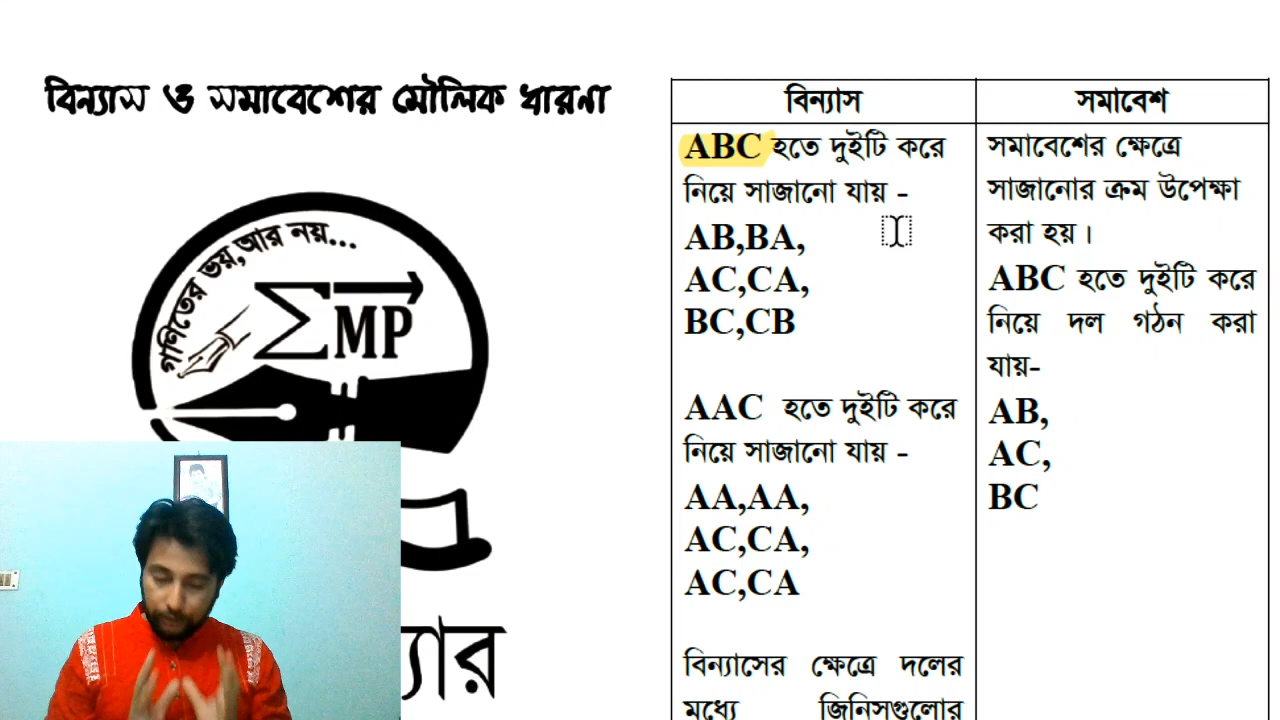 বিন্যাস ও সমাবেশের মৌলিক ধারনা
গণিতের ভয়,আর নয়...
MP
্যার
বিন্যাস
ABC হতে দুইটি করে
নিয়ে সাজানো যায় -
AB,BA,
AC,CA,
BC,CB
AAC হতে দুইটি করে
নিয়ে সাজানো যায় -
AA,AA,
AC,CA,
AC,CA
বিন্যাসের ক্ষেত্রে দলের
মধ্যে জিনিসগুলোর
সমাবেশ
সমাবেশের ক্ষেত্রে
সাজানোর ক্রম উপেক্ষা
করা হয়।
ABC হতে দুইটি করে
নিয়ে দল গঠন করা
যায়-
AB,
AC,
BC